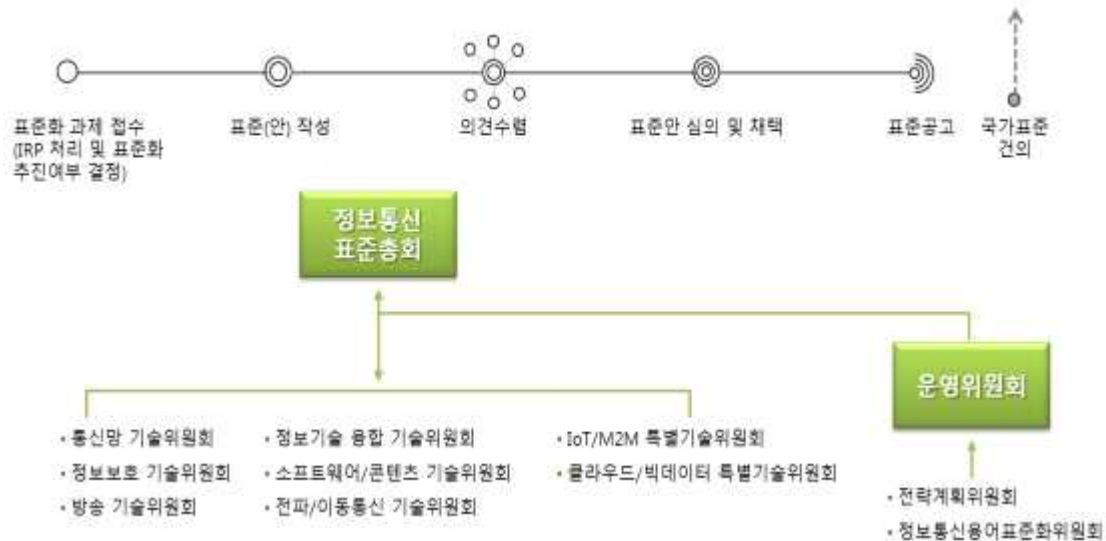 표준화 과제 접수
(IRP 처리 및 표준화
추진여부 결정)
표준(안) 작성
의견수렴
표준안 심의 및 채택
표준공고
국가표준
건의
정보통신
표준총회
운영위원회
• 통신망 기술위원회
• 정보보호 기술위원회
• 방송 기술위원회
• 정보기술 융합 기술위원회
• 소프트웨어/콘텐츠 기술위원회
• 전파/이동통신 기술위원회
• IoT/M2M 특별기술위원회
• 클라우드/빅데이터 특별기술위원회
• 전략계획위원회
• 정보통신용어표준화위원회